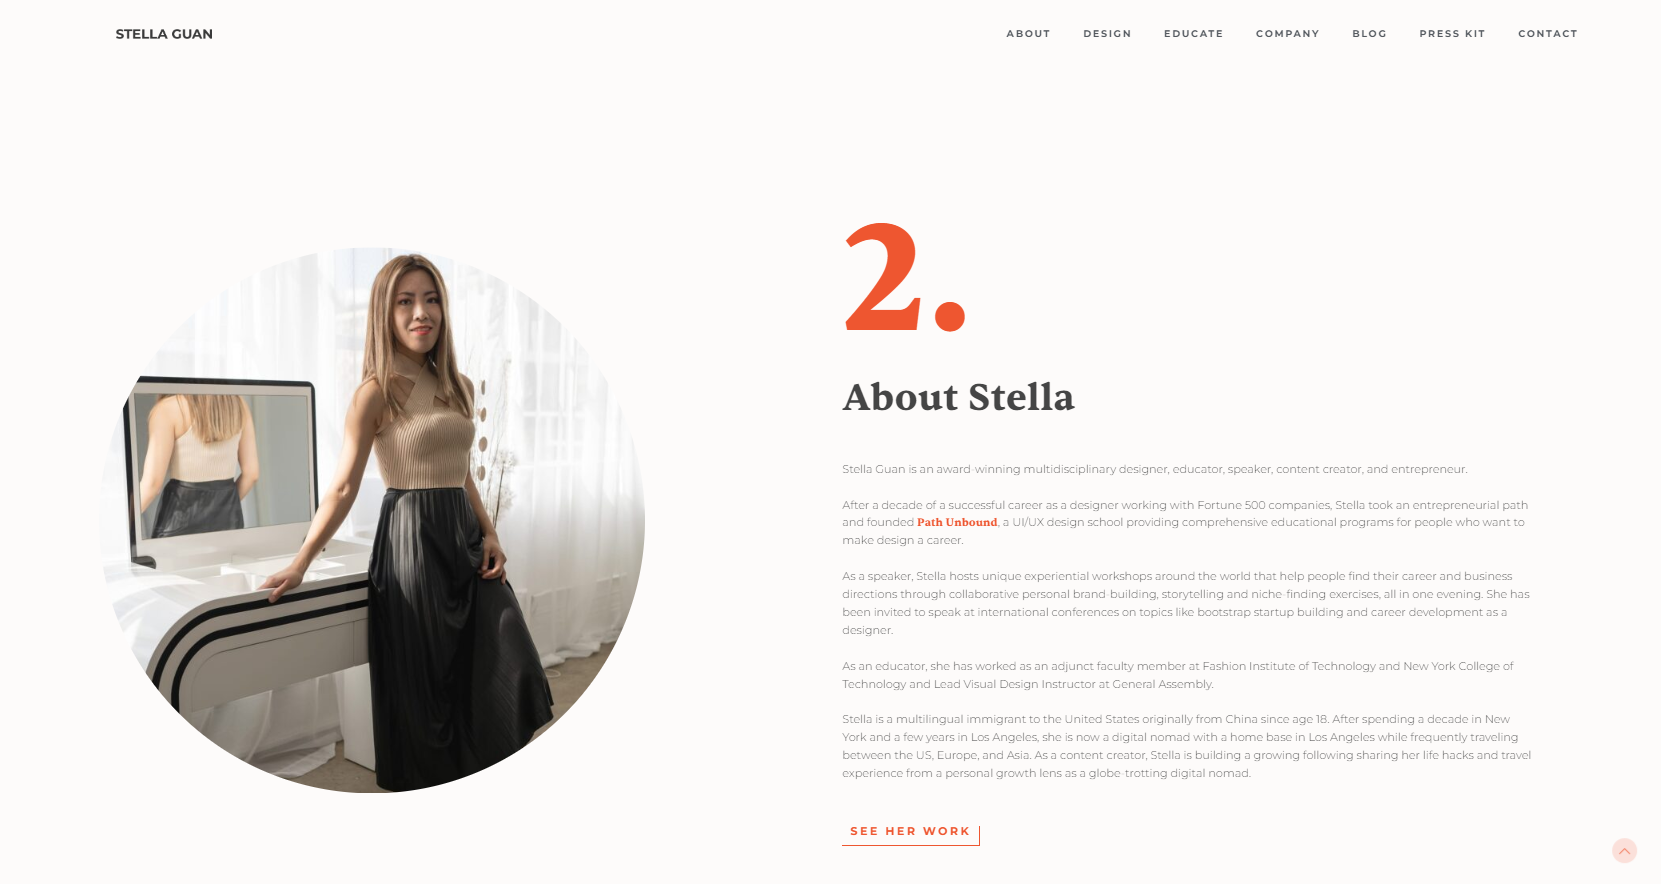 STELLA GUAN
ABOUT DESIGN EDUCATE COMPANY BLOG PRESS KIT CONTACT
2.
About Stella
Stella Guan is an award-winning multidisciplinary designer, educator, speaker, content creator, and entrepreneur.
After a decade of a successful career as a designer working with Fortune 500 companies, Stella took an entrepreneurial path
and founded Path Unbound, a UI/UX design school providing comprehensive educational programs for people who want to
make design a career.
As a speaker, Stella hosts unique experiential workshops around the world that help people find their career and business
directions through collaborative personal brand-building, storytelling and niche-finding exercises, all in one evening. She has
been invited to speak at international conferences on topics like bootstrap startup building and career development as a
designer.
As an educator, she has worked as an adjunct faculty member at Fashion Institute of Technology and New York College of
Technology and Lead Visual Design Instructor at General Assembly.
Stella is a multilingual immigrant to the United States originally from China since age 18. After spending a decade in New
York and a few years in Los Angeles, she is now a digital nomad with a home base in Los Angeles while frequently traveling
between the US, Europe, and Asia. As a content creator, Stella is building a growing following sharing her life hacks and travel
experience from a personal growth lens as a globe-trotting digital nomad.
SEE HER WORK